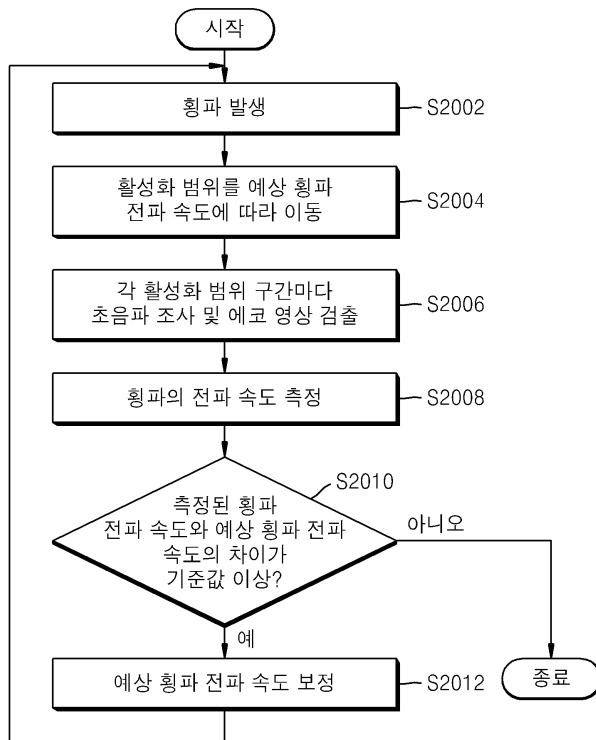 시작
횡파 발생
S2002
활성화 범위를 예상 횡파
전파 속도에 따라 이동
S2004
각 활성화 범위 구간마다
초음파 조사 및 에코 영상 검출
S2006
횡파의 전파 속도 측정
S2008
S2010
측정된 횡파
전파 속도와 예상 횡파 전파
속도의 차이가
기준값 이상?
아니오
예
예상 횡파 전파 속도 보정
S2012
종료